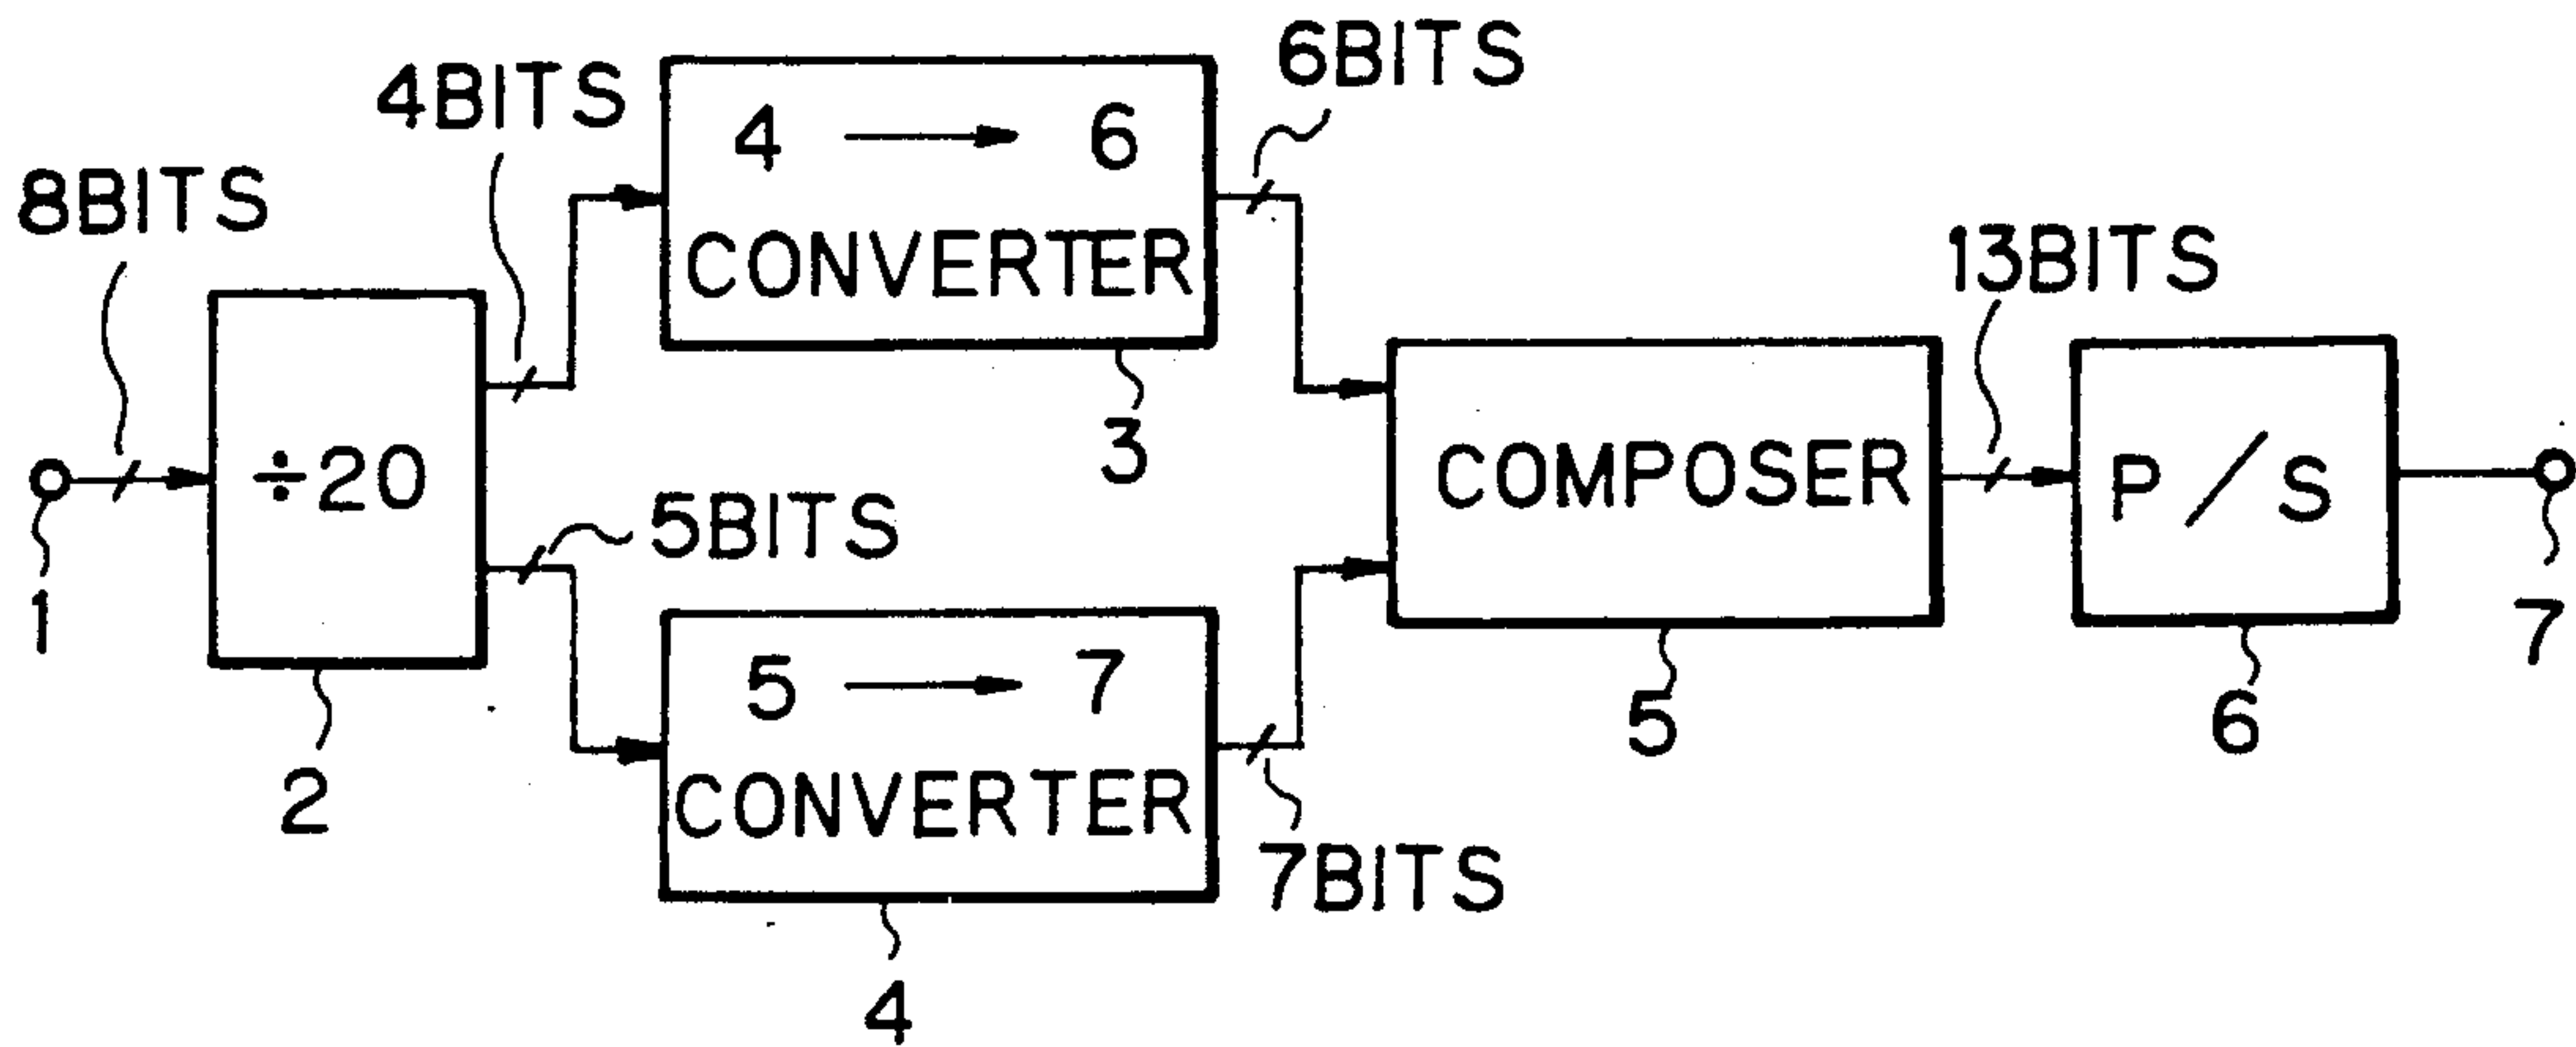 8BITS
1
÷20
2
4BITS
4 → 6
CONVERTER
3
5BITS
5 → 7
CONVERTER
4
6BITS
7BITS
COMPOSER
5
13BITS
P/S
6
7